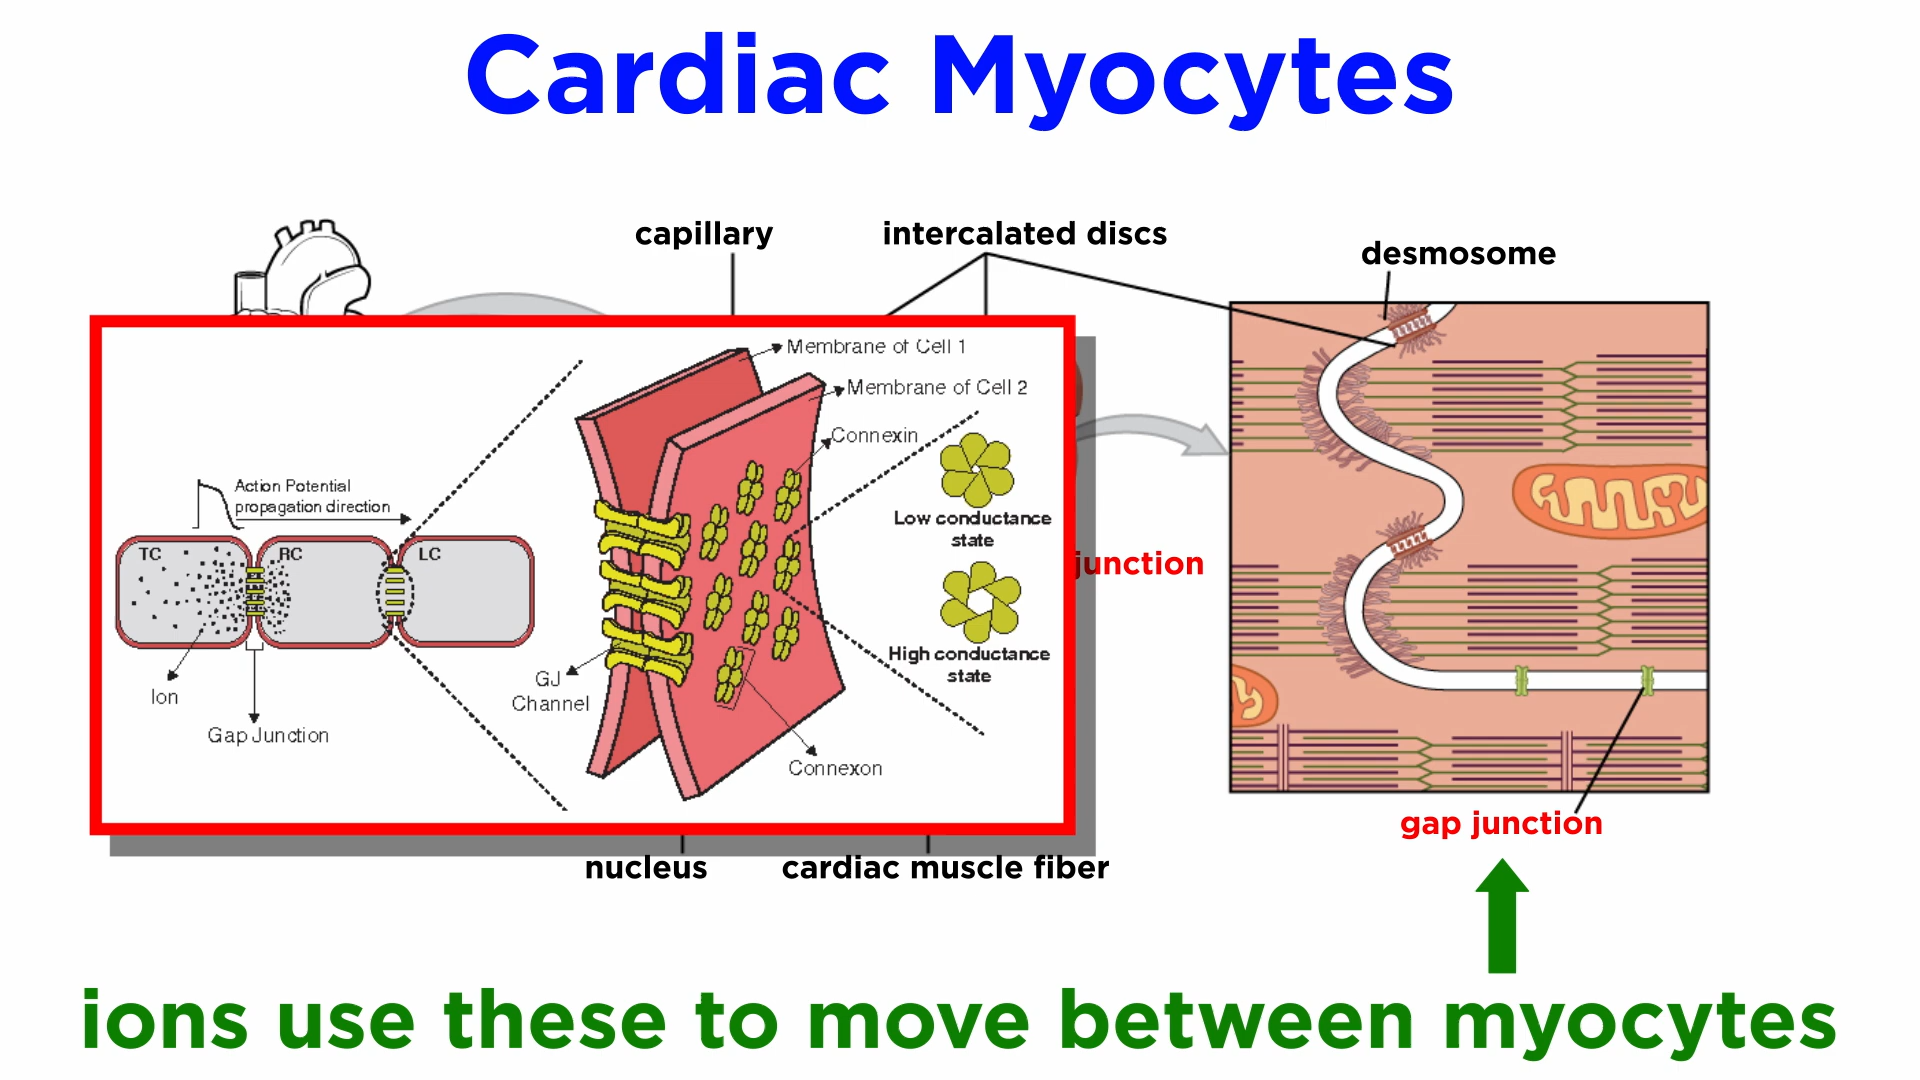 Cardiac Myocytes
capillary
intercalated discs
desmosome
Membrane of Cell 1
Membrane of Cell 2
Connexin
Low conductance
state
High conductance
state
Action Potential
propagation direction
TC
RC
LC
Ion
Gap Junction
GJ
Channel
Connexon
junction
gap junction
nucleus
cardiac muscle fiber
ions use these to move between myocytes